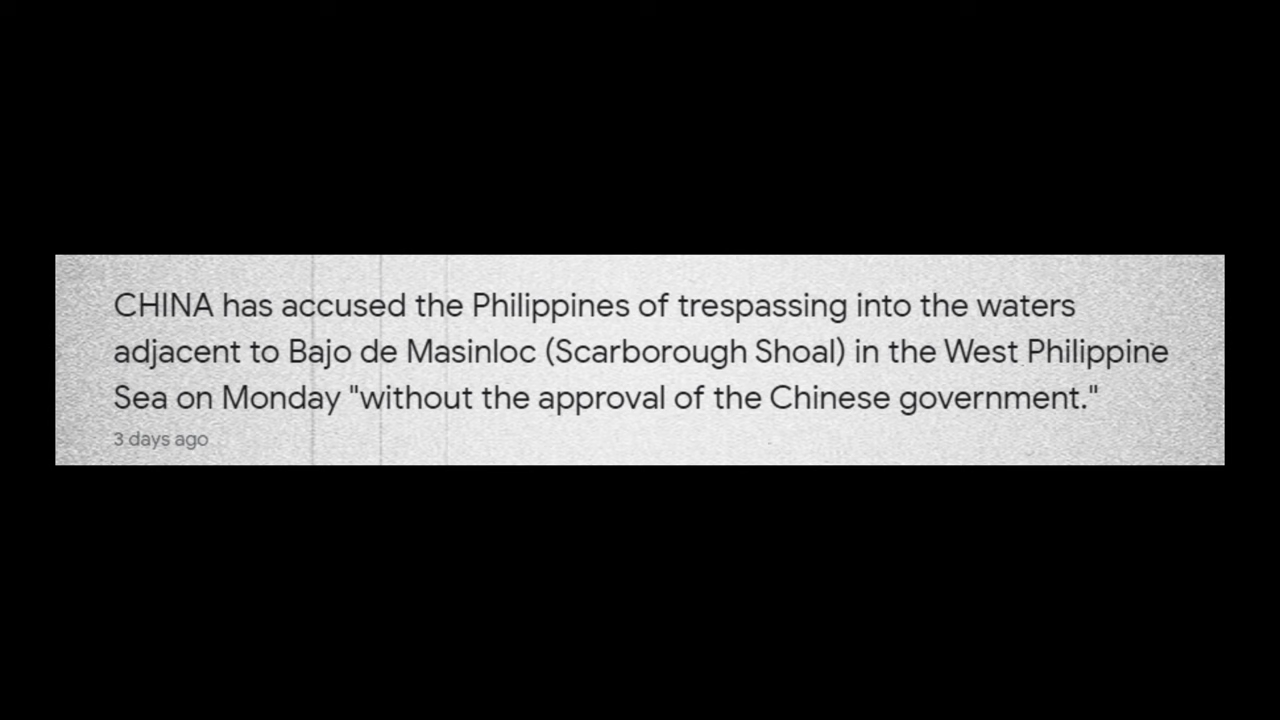 CHINA has accused the Philippines of trespassing into the waters
adjacent to Bajo de Masinloc (Scarborough Shoal) in the West Philippine
Sea on Monday "without the approval of the Chinese government."
3 days ago